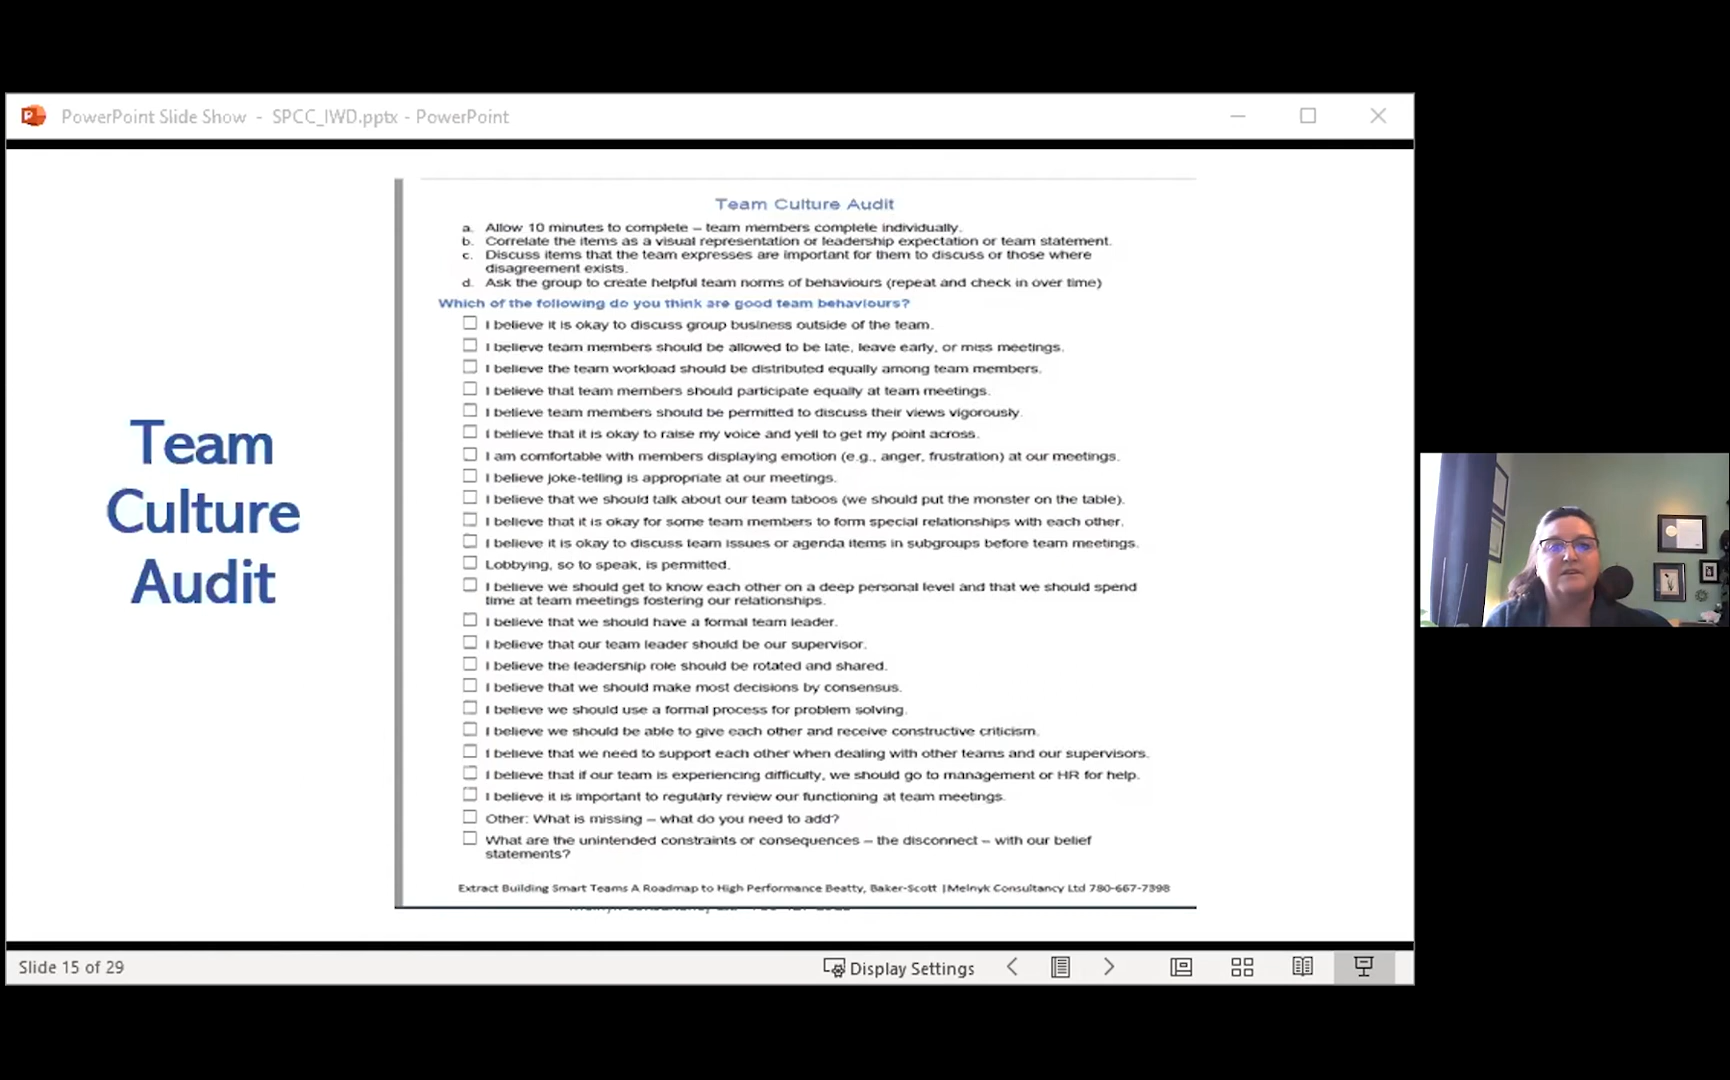 PowerPoint Slide Show - SPCC_IWD.pptx - PowerPoint
Team
Culture
Audit
Team Culture Audit
a. Allow 10 minutes to complete – team members complete individually.
b. Correlate the items as a visual representation or leadership expectation or team statement.
c. Discuss items that the team expresses are important for them to discuss or those where
disagreement exists.
d. Ask the group to create helpful team norms of behaviours (repeat and check in over time)
Which of the following do you think are good team behaviours?
I believe it is okay to discuss group business outside of the team.
I believe team members should be allowed to be late, leave early, or miss meetings.
I believe the team workload should be distributed equally among team members.
I believe that team members should participate equally at team meetings.
I believe team members should be permitted to discuss their views vigorously.
I believe that it is okay to raise my voice and yell to get my point across.
I am comfortable with members displaying emotion (e.g., anger, frustration) at our meetings.
I believe joke-telling is appropriate at our meetings.
I believe that we should talk about our team taboos (we should put the monster on the table).
I believe that it is okay for some team members to form special relationships with each other.
I believe it is okay to discuss team issues or agenda items in subgroups before team meetings.
Lobbying, so to speak, is permitted.
I believe we should get to know each other on a deep personal level and that we should spend
time at team meetings fostering our relationships.
I believe that we should have a formal team leader.
I believe that our team leader should be our supervisor.
I believe the leadership role should be rotated and shared.
I believe that we should make most decisions by consensus.
I believe we should use a formal process for problem solving.
I believe we should be able to give each other and receive constructive criticism.
I believe that we need to support each other when dealing with other teams and our supervisors.
I believe that if our team is experiencing difficulty, we should go to management or HR for help.
I believe it is important to regularly review our functioning at team meetings.
Other: What is missing – what do you need to add?
What are the unintended constraints or consequences – the disconnect – with our belief
statements?
Extract Building Smart Teams A Roadmap to High Performance Beatty, Baker-Scott |Melnyk Consultancy Ltd 780-667-7398
Slide 15 of 29
Display Settings